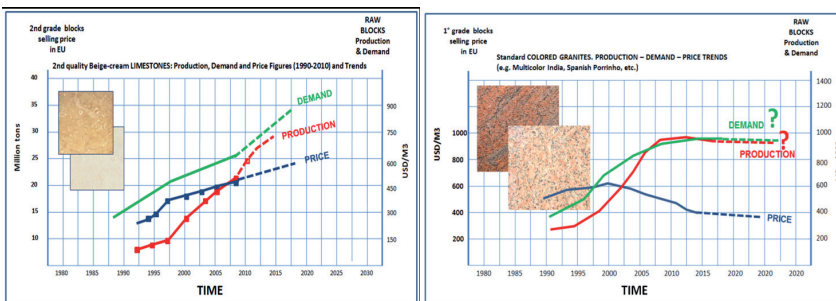 2nd grade blocks
selling price
in EU
RAW
BLOCKS
Production
& Demand
2nd quality Beige-cream LIMESTONES: Production, Demand and Price Figures (1990-2010) and Trends
Million tons
40
35
30
25
20
15
10
DEMAND
PRODUCTION
PRICE
900
750
600
450
300
150
USD/M3
1980 1985 1990 1995 2000 2005 2010 2015 2020 2025 2030
TIME
1° grade blocks
selling price
in EU
RAW
BLOCKS
Production
& Demand
Standard COLORED GRANITES. PRODUCTION – DEMAND – PRICE TRENDS
(e.g. Multicolor India, Spanish Porrinho, etc.)
USD/M3
1000
800
600
400
200
DEMAND ?
PRODUCTION ?
PRICE
1400
1200
1000
800
600
400
200
1980 1985 1990 1995 2000 2005 2010 2015 2020 2025 2030
TIME